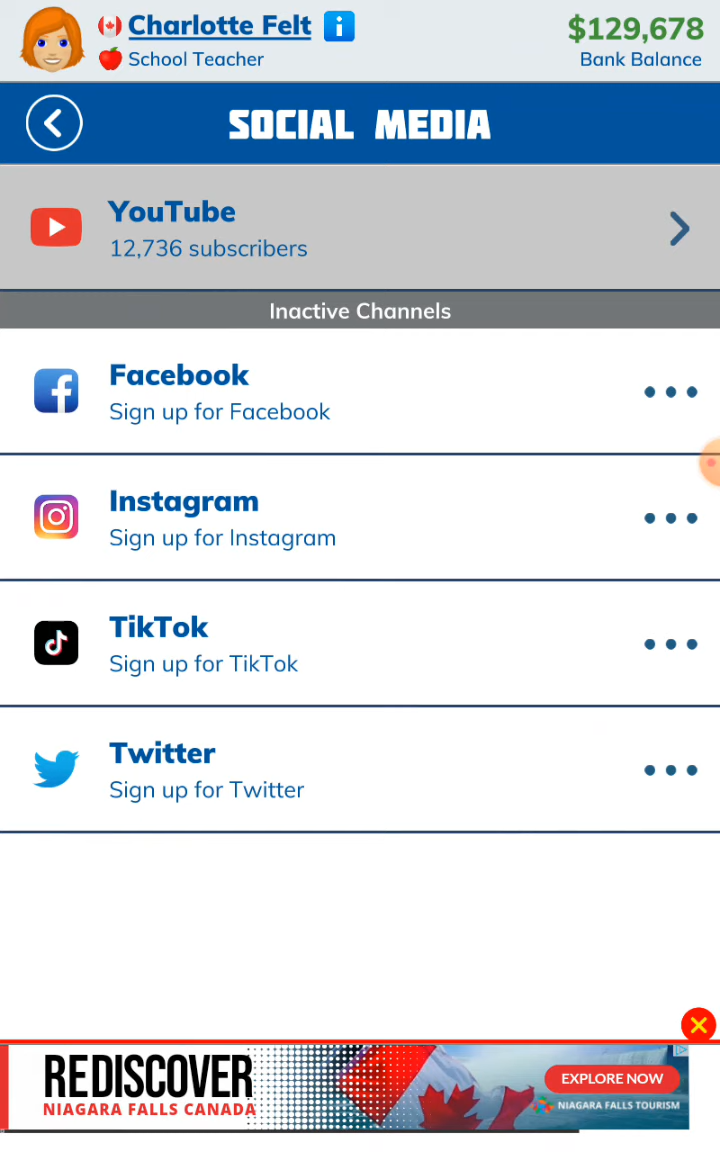 Charlotte Felt
$129,678
School Teacher
Bank Balance
SOCIAL MEDIA
YouTube
12,736 subscribers
Inactive Channels
Facebook
Sign up for Facebook
Instagram
Sign up for Instagram
TikTok
Sign up for TikTok
Twitter
Sign up for Twitter
REDISCOVER
NIAGARA FALLS CANADA
EXPLORE NOW
NIAGARA FALLS TOURISM